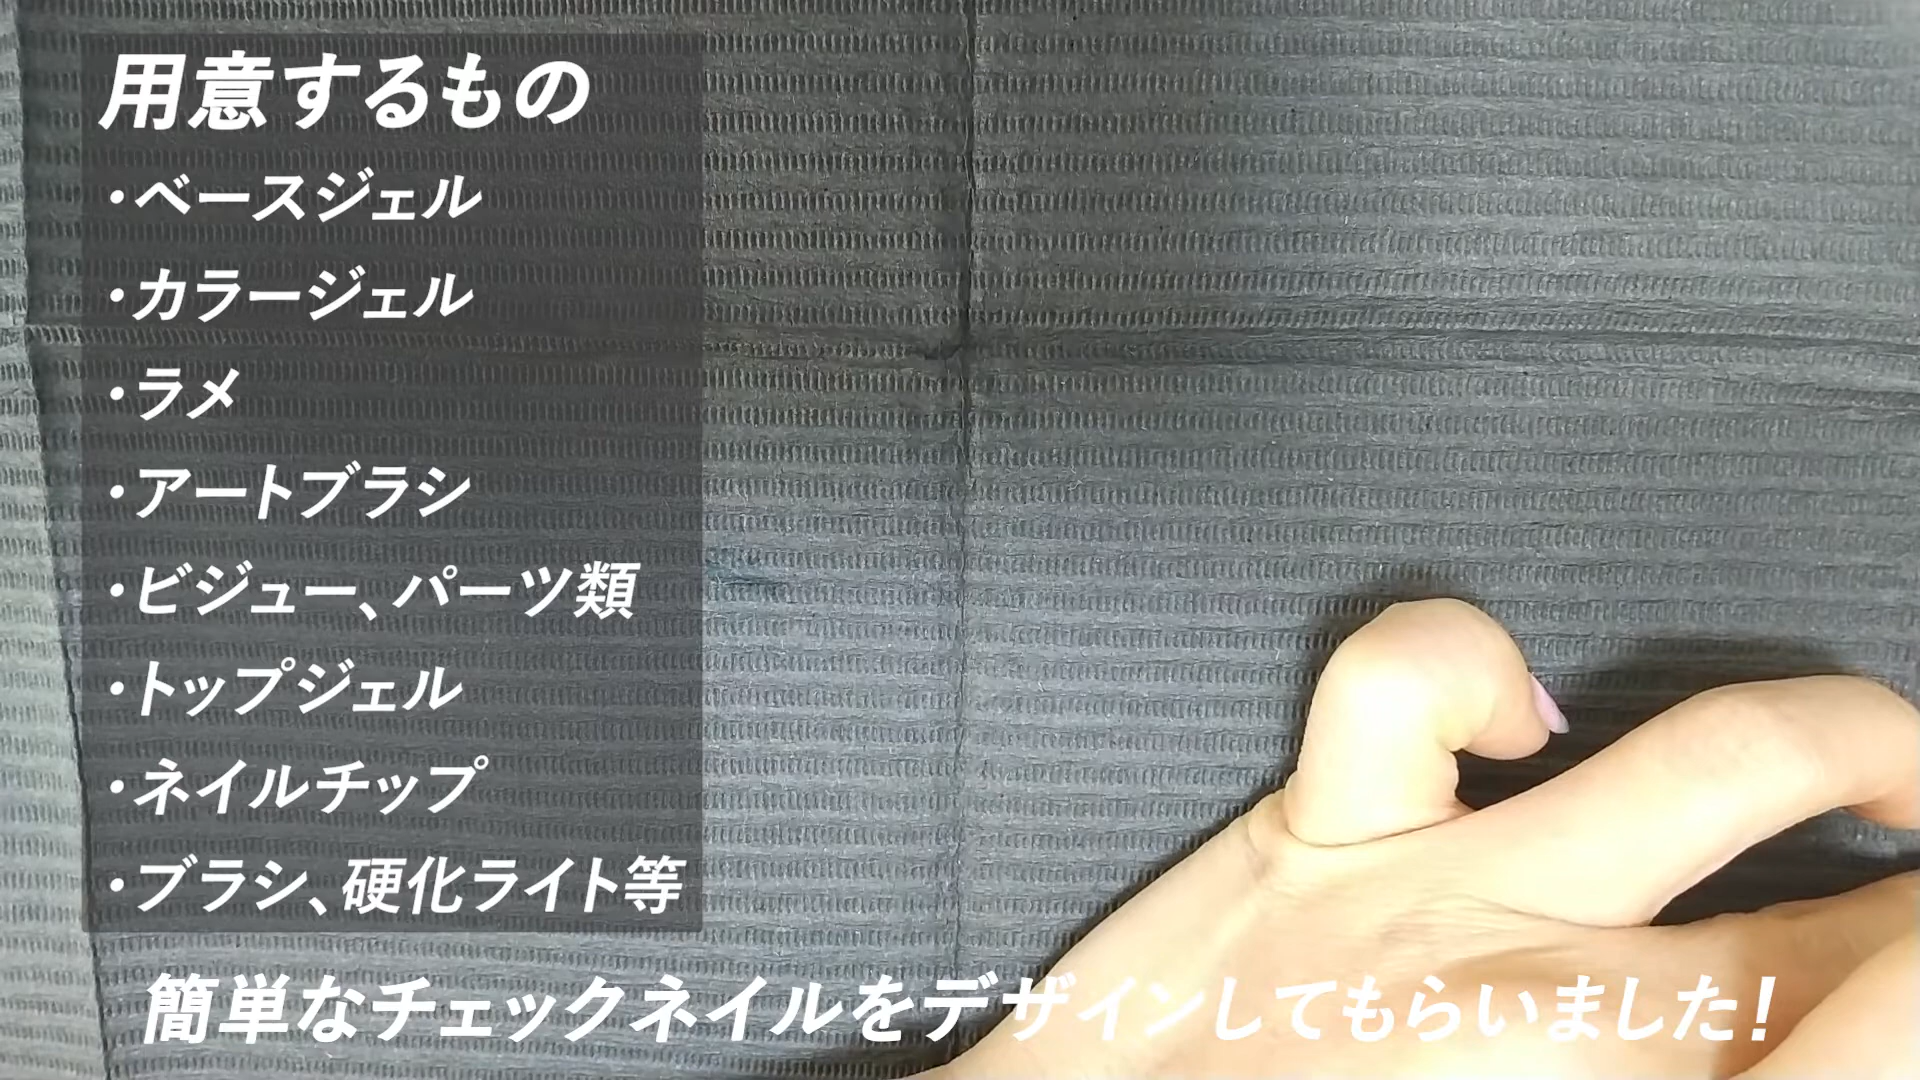 用意するもの
・ベースジェル
・カラージェル
・ラメ
・アートブラシ
・ビジュー、パーツ類
・トップジェル
・ネイルチップ
・ブラシ、硬化ライト等
簡単なチェックネイルをデザインしてもらいました!